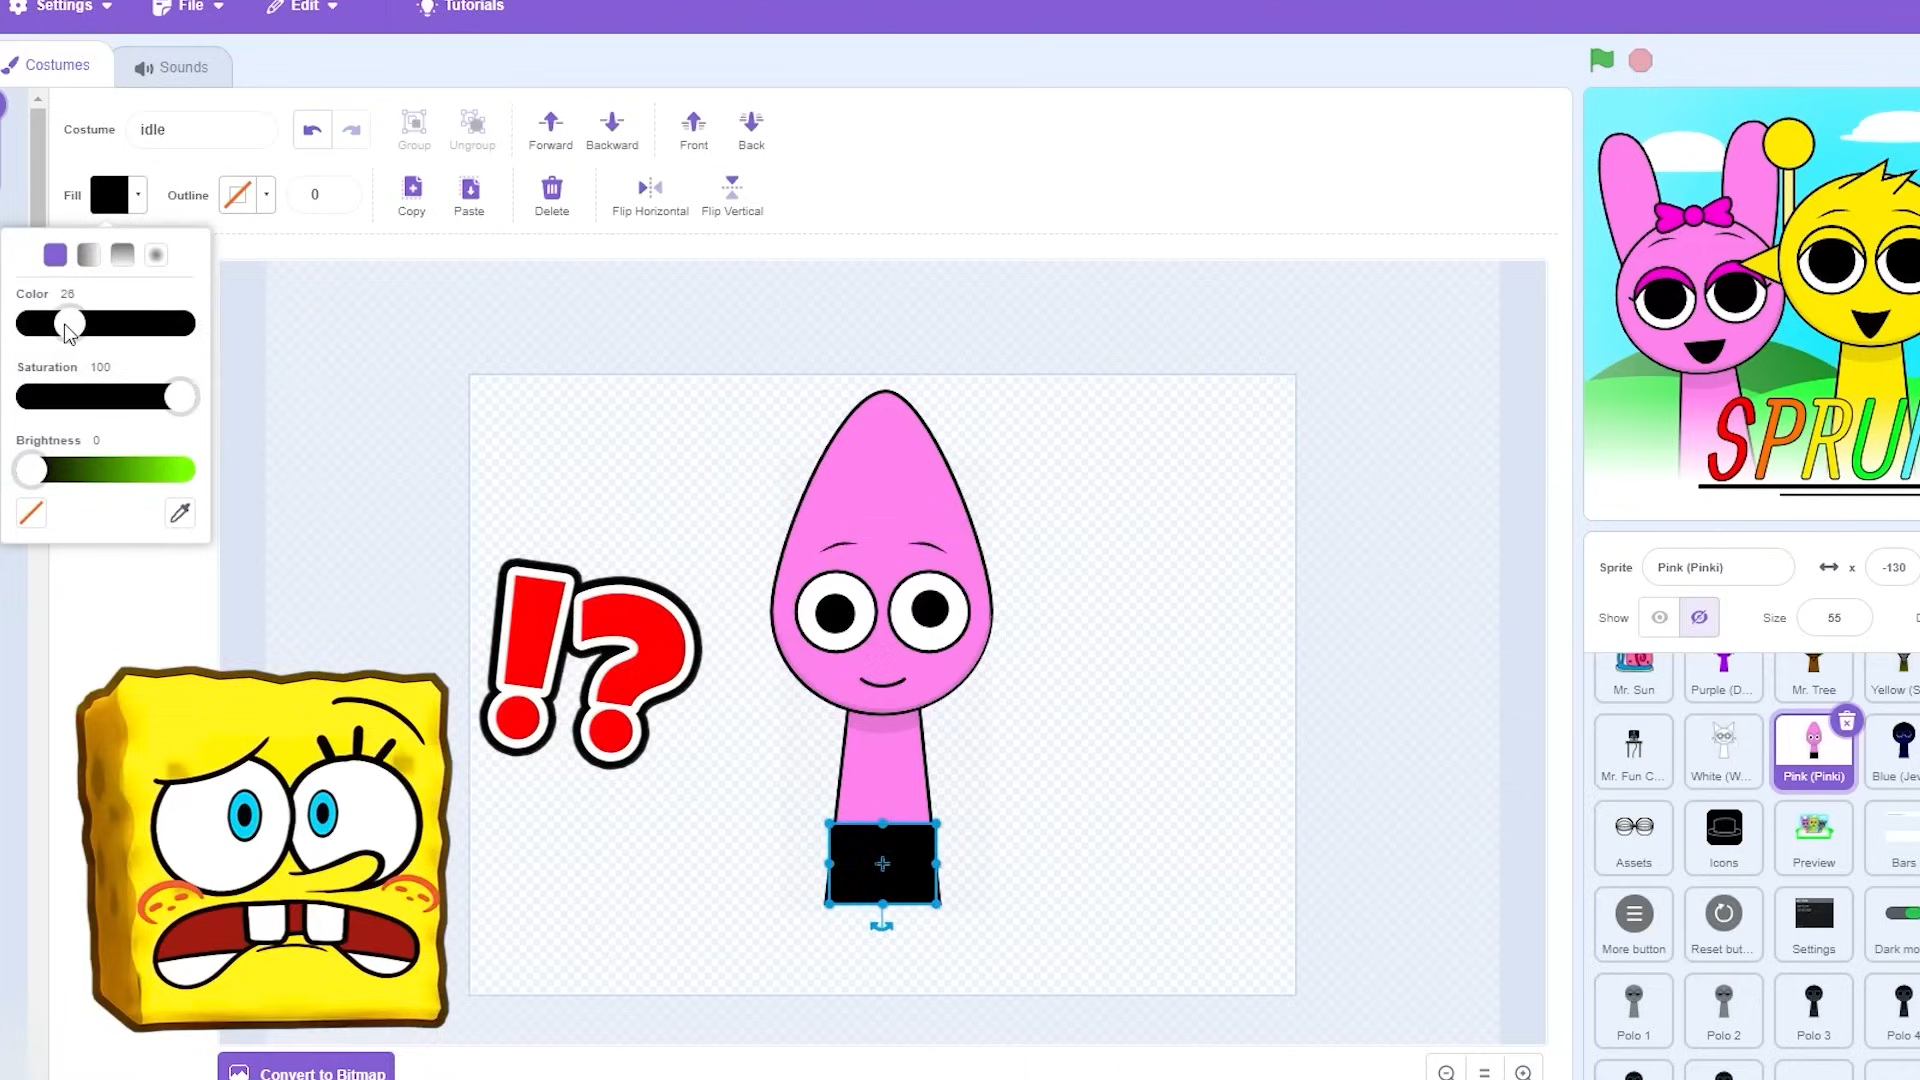 Settings
File
Edit
Tutorials
Costumes
Sounds
Costume
idle
Group
Ungroup
Forward
Backward
Front
Back
Fill
Outline
0
Copy
Paste
Delete
Flip Horizontal
Flip Vertical
Color 26
Saturation 100
Brightness 0
!?
SPRUN
Sprite
Pink (Pinki)
x
-130
Show
Size
55
Mr. Sun
Purple (D...
Mr. Tree
Yellow (S
Mr. Fun C...
White (W...
Pink (Pinki)
Blue (Jev
Assets
Icons
Preview
Bars
More button
Reset but...
Settings
Dark mo
Polo 1
Polo 2
Polo 3
Polo 4
Convert to Bitmap